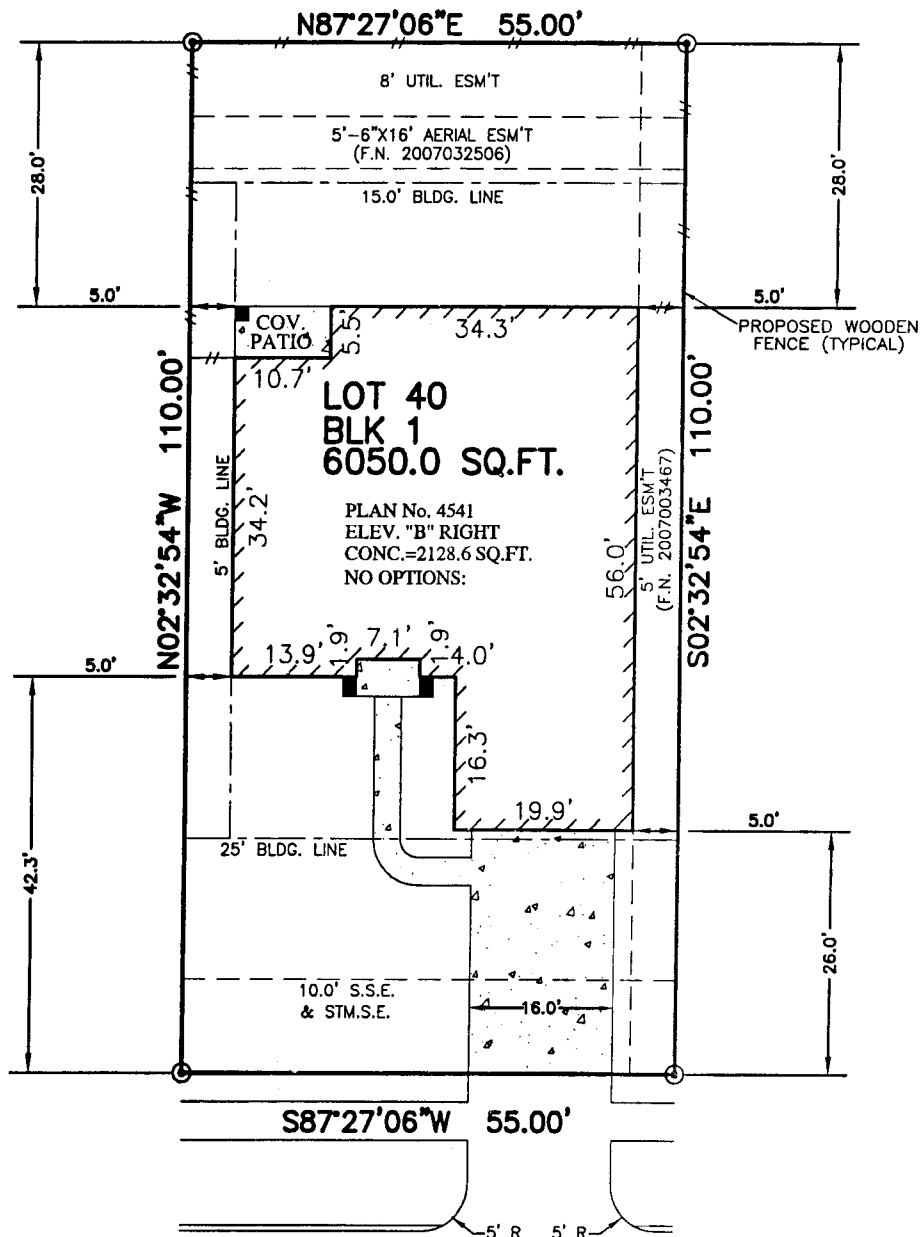 N87°27'06"E 55.00'
28.0'
8' UTIL. ESM'T
28.0'
5'-6"X16' AERIAL ESM'T
(F.N. 2007032506)
15.0' BLDG. LINE
5.0'
5.0'
COV.
PATIO
5.5'
34.3'
PROPOSED WOODEN
FENCE (TYPICAL)
10.7'
N02°32'54"W 110.00'
LOT 40
BLK 1
6050.0 SQ.FT.
S02°32'54"E 110.00'
5' BLDG. LINE
34.2'
PLAN No. 4541
ELEV. "B" RIGHT
CONC.=2128.6 SQ.FT.
NO OPTIONS:
56.0'
5' UTIL. ESM'T
(F.N. 2007003467)
5.0'
13.9'
1.9'
7.1'
1.9'
4.0'
16.3'
19.9'
5.0'
25' BLDG. LINE
42.3'
26.0'
10.0' S.S.E.
& STM.S.E.
16.0'
S87°27'06"W 55.00'
5' R
5' R